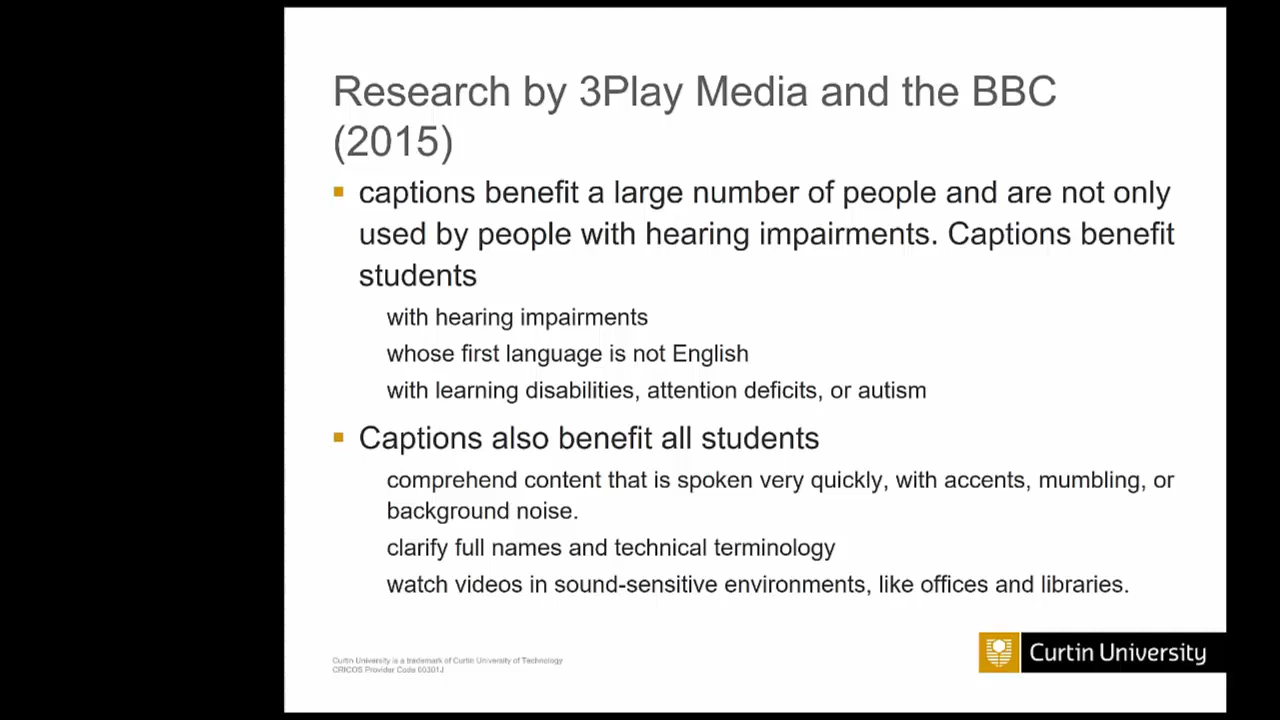 Research by 3Play Media and the BBC
(2015)
captions benefit a large number of people and are not only
used by people with hearing impairments. Captions benefit
students
with hearing impairments
whose first language is not English
with learning disabilities, attention deficits, or autism
Captions also benefit all students
comprehend content that is spoken very quickly, with accents, mumbling, or
background noise.
clarify full names and technical terminology
watch videos in sound-sensitive environments, like offices and libraries.
Curtin University is a trademark of Curtin University of Technology
CRICOS Provider Code 00301J
Curtin University